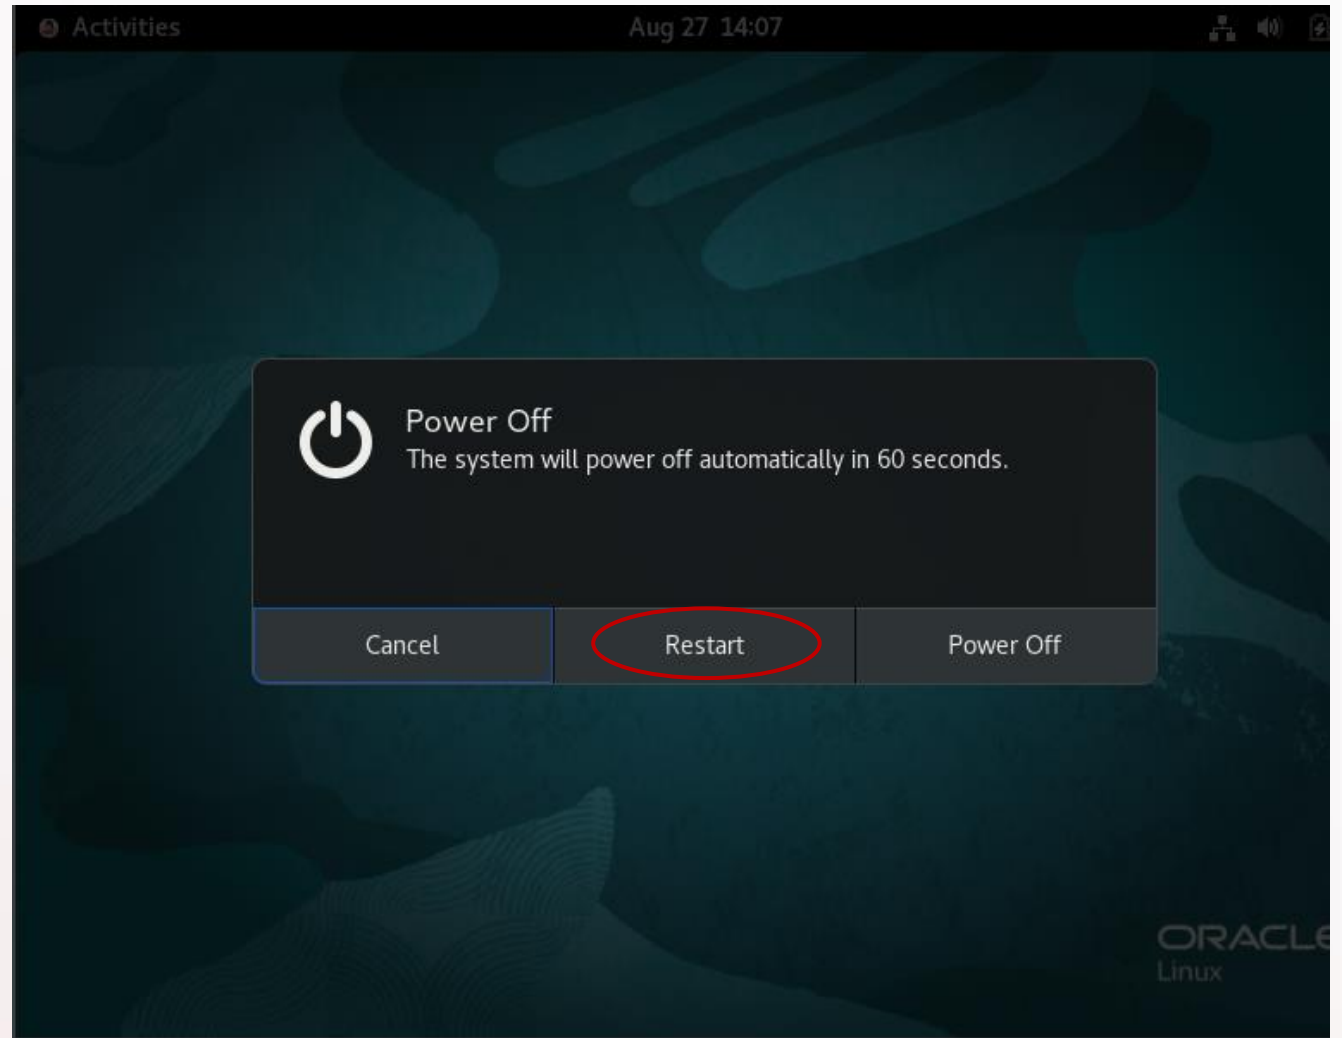 Activities
Aug 27 14:07
Power Off
The system will power off automatically in 60 seconds.
Cancel
Restart
Power Off
ORACLE
Linux